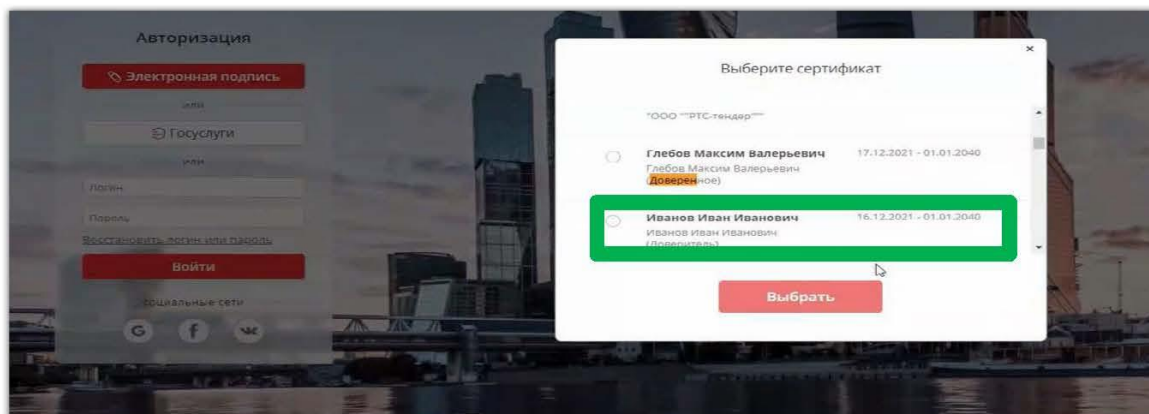 Авторизация
Электронная подпись
или
Госуслуги
или
Логин
Пароль
Восстановить логин или пароль
Войти
социальные сети
G f
×
Выберите сертификат
"ООО ""РТС-тендер"""
Глебов Максим Валерьевич 17.12.2021 - 01.01.2040
Глебов Максим Валерьевич
(Доверенное)
Иванов Иван Иванович 16.12.2021 - 01.01.2040
Иванов Иван Иванович
(Доверитель)
Выбрать